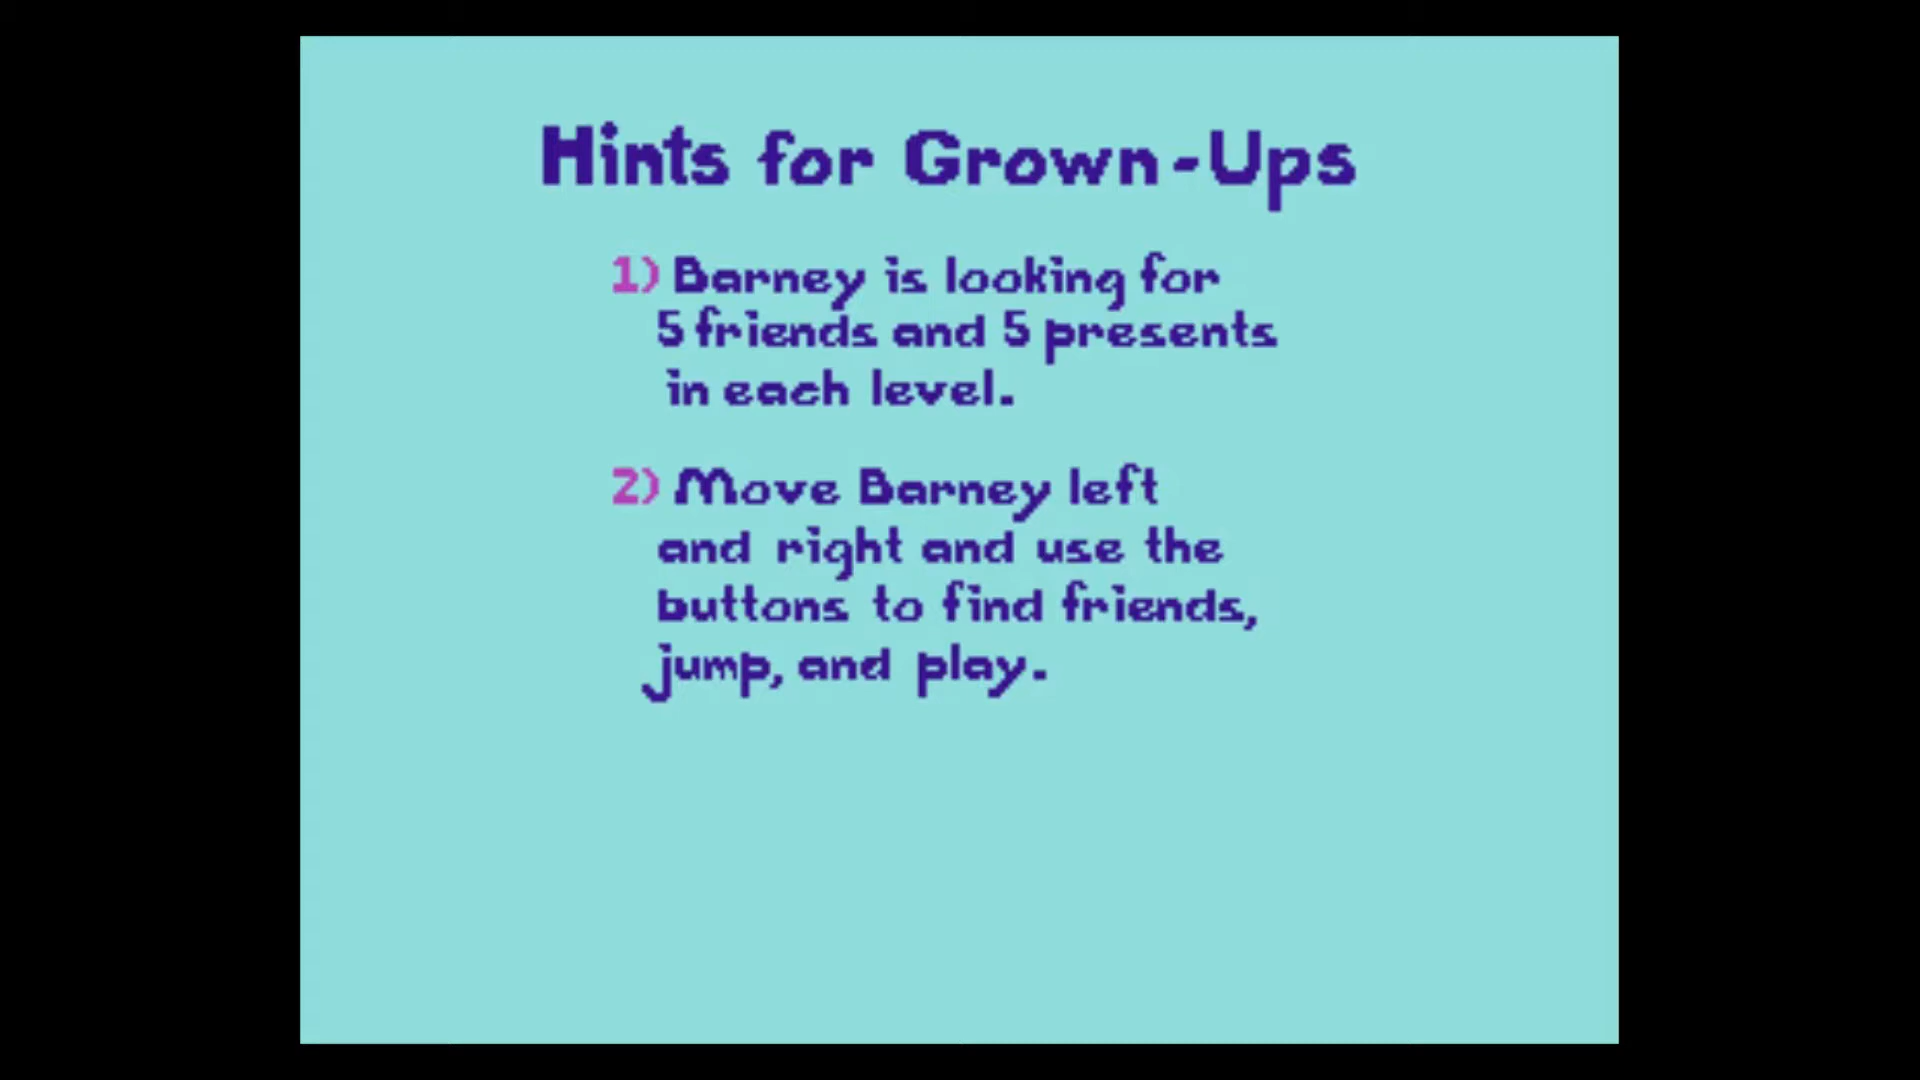 Hints for Grown-Ups
1) Barney is looking for
5 friends and 5 presents
in each level.
2) Move Barney left
and right and use the
buttons to find friends,
jump, and play.